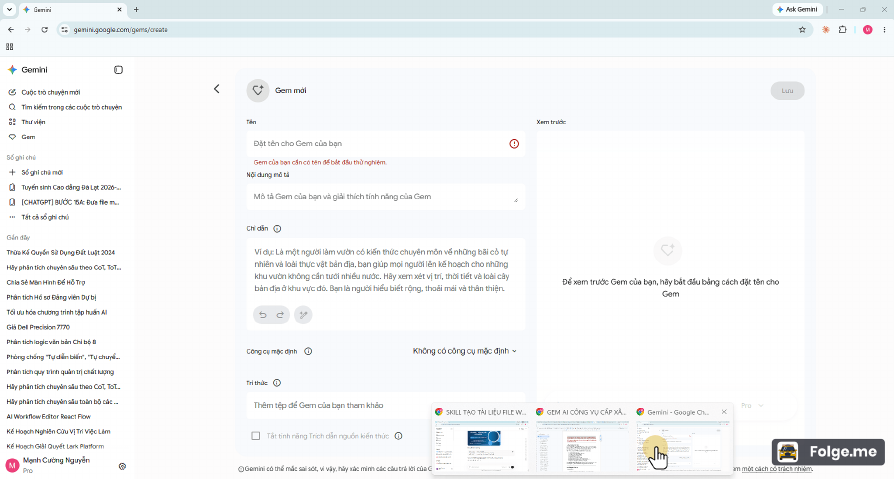 Gemini
Ask Gemini
gemini.google.com/gems/create
Gemini
Cuộc trò chuyện mới
Tìm kiếm trong các cuộc trò chuyện
Thư viện
Gem
Sổ ghi chú
Sổ ghi chú mới
Tuyển sinh Cao đẳng Đà Lạt 2026-...
[CHATGPT] BƯỚC 15A: Đưa file m...
Tất cả sổ ghi chú
Gần đây
Thừa Kế Quyền Sử Dụng Đất Luật 2024
Hãy phân tích chuyên sâu theo CoT, ToT...
Chia Sẻ Màn Hình Để Hỗ Trợ
Phân tích Hồ sơ Đảng viên Dự bị
Tối ưu hóa chương trình tập huấn AI
Giá Dell Precision 7770
Phân tích logic văn bản Chi bộ 8
Phòng chống "Tự diễn biến", "Tự chuyể...
Phân tích quy trình quản trị chất lượng
Hãy phân tích chuyên sâu theo CoT, ToT...
Hãy phân tích chuyên sâu toàn bộ các ...
AI Workflow Editor React Flow
Kế Hoạch Nghiên Cứu Vị Trí Việc Làm
Kế Hoạch Giải Quyết Lark Platform
M
Mạnh Cường Nguyễn
Pro
Gem mới
Lưu
Tên
Đặt tên cho Gem của bạn
Gem của bạn cần có tên để bắt đầu thử nghiệm.
Nội dung mô tả
Mô tả Gem của bạn và giải thích tính năng của Gem
Chỉ dẫn
Ví dụ: Là một người làm vườn có kiến thức chuyên môn về những bãi cỏ tự
nhiên và loài thực vật bản địa, bạn giúp mọi người lên kế hoạch cho những
khu vườn không cần tưới nhiều nước. Hãy xem xét vị trí, thời tiết và loài cây
bản địa ở khu vực đó. Bạn là người hiểu biết rộng, thoải mái và thân thiện.
Công cụ mặc định
Không có công cụ mặc định
Tri thức
Thêm tệp để Gem của bạn tham khảo
Tắt tính năng Trích dẫn nguồn kiến thức
Xem trước
Để xem trước Gem của bạn, hãy bắt đầu bằng cách đặt tên cho
Gem
Pro
SKILL TẠO TÀI LIỆU FILE W...
GEM AI CÔNG VỤ CẤP XÃ...
Gemini - Google Ch...
Gemini có thể mắc sai sót, vì vậy, hãy xác minh các câu trả lời của G
một cách có trách nhiệm.
Folge.me